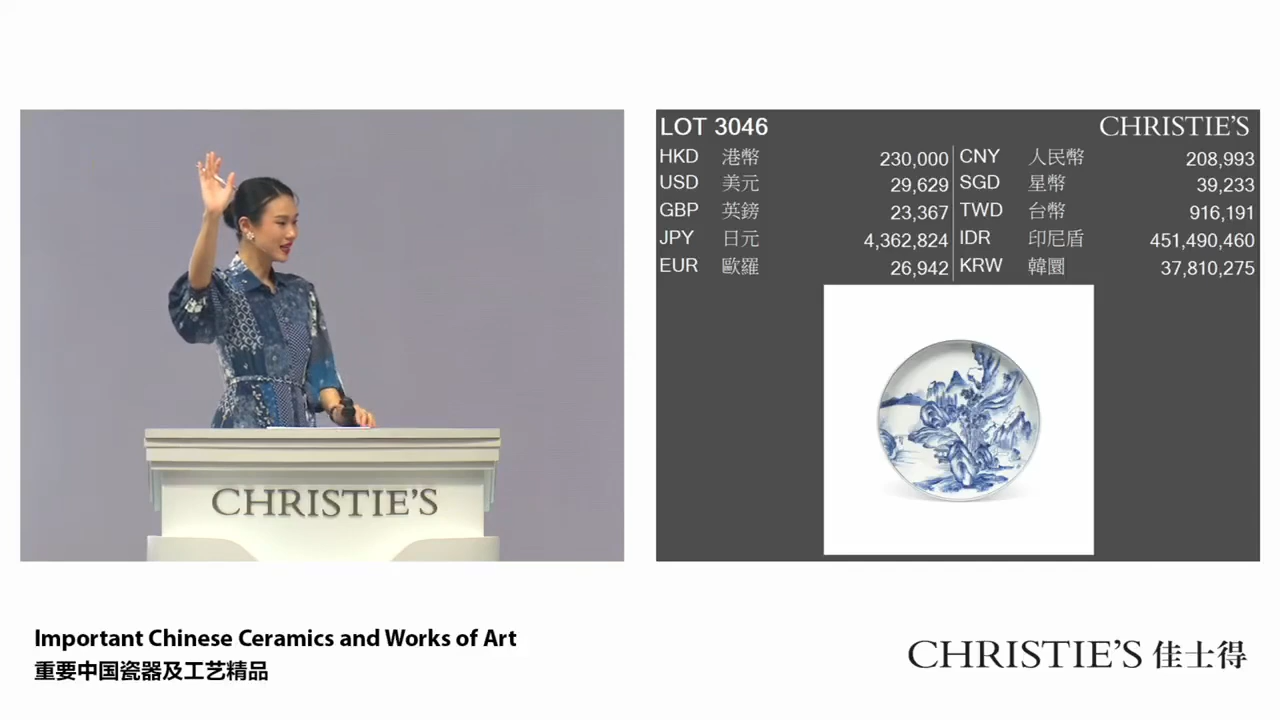 CHRISTIE'S
LOT 3046 CHRISTIE'S
HKD 港幣 230,000 CNY 人民幣 208,993
USD 美元 29,629 SGD 星幣 39,233
GBP 英鎊 23,367 TWD 台幣 916,191
JPY 日元 4,362,824 IDR 印尼盾 451,490,460
EUR 歐羅 26,942 KRW 韓圜 37,810,275
Important Chinese Ceramics and Works of Art
重要中国瓷器及工艺精品
CHRISTIE'S 佳士得